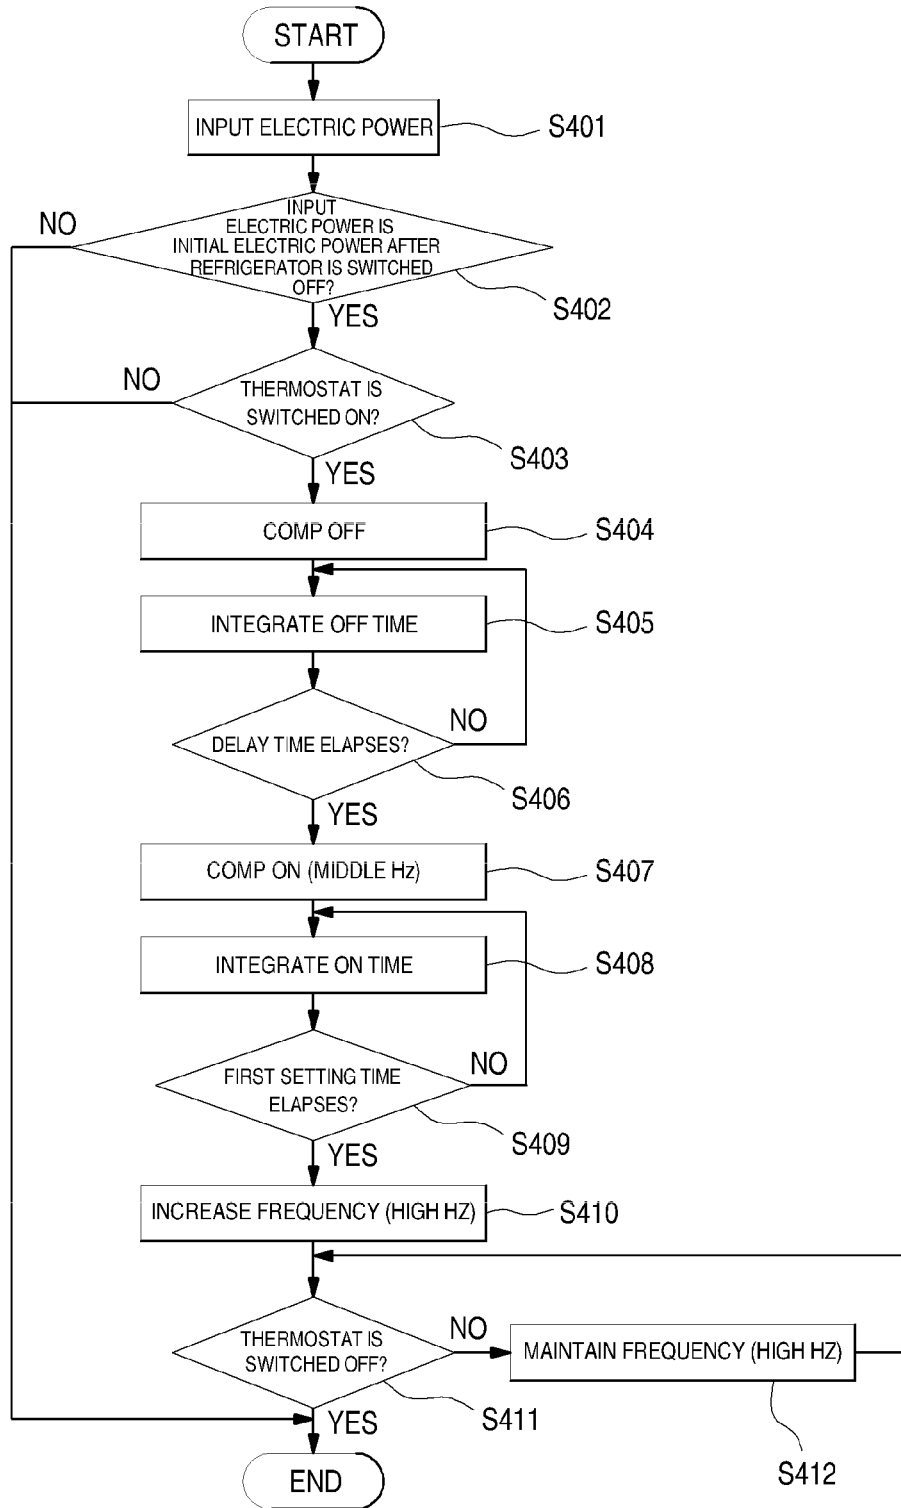 START
INPUT ELECTRIC POWER
S401
NO
INPUT
ELECTRIC POWER IS
INITIAL ELECTRIC POWER AFTER
REFRIGERATOR IS SWITCHED
OFF?
S402
YES
NO
THERMOSTAT IS
SWITCHED ON?
S403
YES
COMP OFF
S404
INTEGRATE OFF TIME
S405
NO
DELAY TIME ELAPSES?
S406
YES
COMP ON (MIDDLE Hz)
S407
INTEGRATE ON TIME
S408
NO
FIRST SETTING TIME
ELAPSES?
S409
YES
INCREASE FREQUENCY (HIGH HZ)
S410
THERMOSTAT IS
SWITCHED OFF?
NO
MAINTAIN FREQUENCY (HIGH HZ)
S411
YES
S412
END